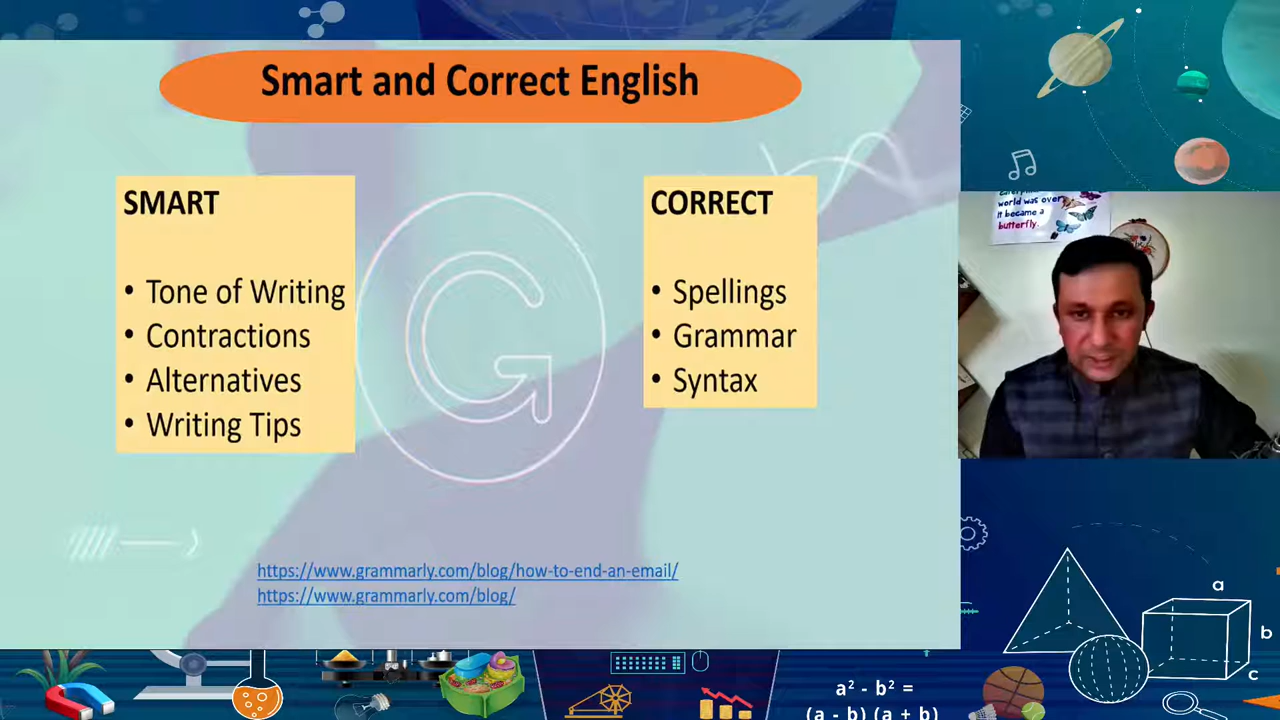 Smart and Correct English
SMART
• Tone of Writing
• Contractions
• Alternatives
• Writing Tips
CORRECT
• Spellings
• Grammar
• Syntax
https://www.grammarly.com/blog/how-to-end-an-email/
https://www.grammarly.com/blog/
world was over
it became a
butterfly.
a
b
c
a² - b² =
(a - b) (a + b)